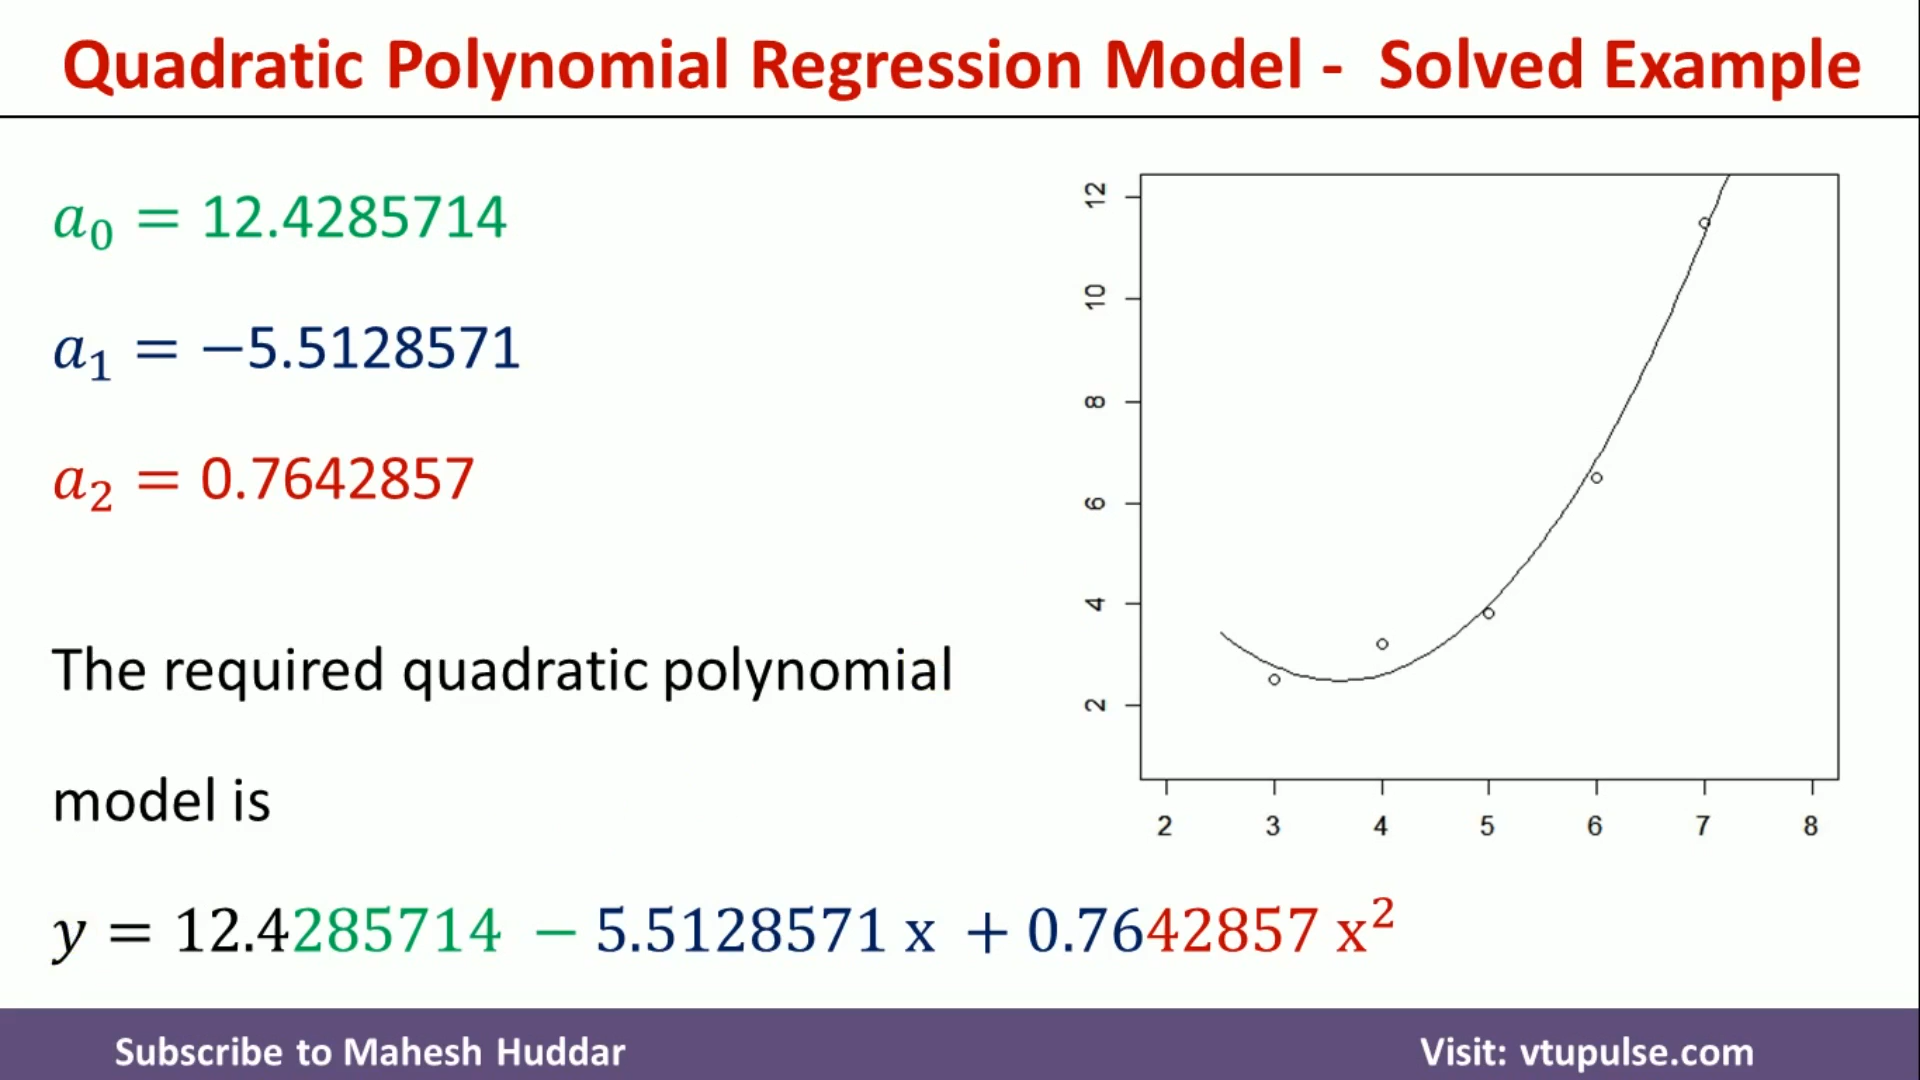 Quadratic Polynomial Regression Model - Solved Example
a₀ = 12.4285714
a₁ = −5.5128571
a₂ = 0.7642857
The required quadratic polynomial
model is
y = 12.4285714 − 5.5128571 x + 0.7642857 x²
12
10
8
6
4
2
2 3 4 5 6 7 8
Subscribe to Mahesh Huddar
Visit: vtupulse.com